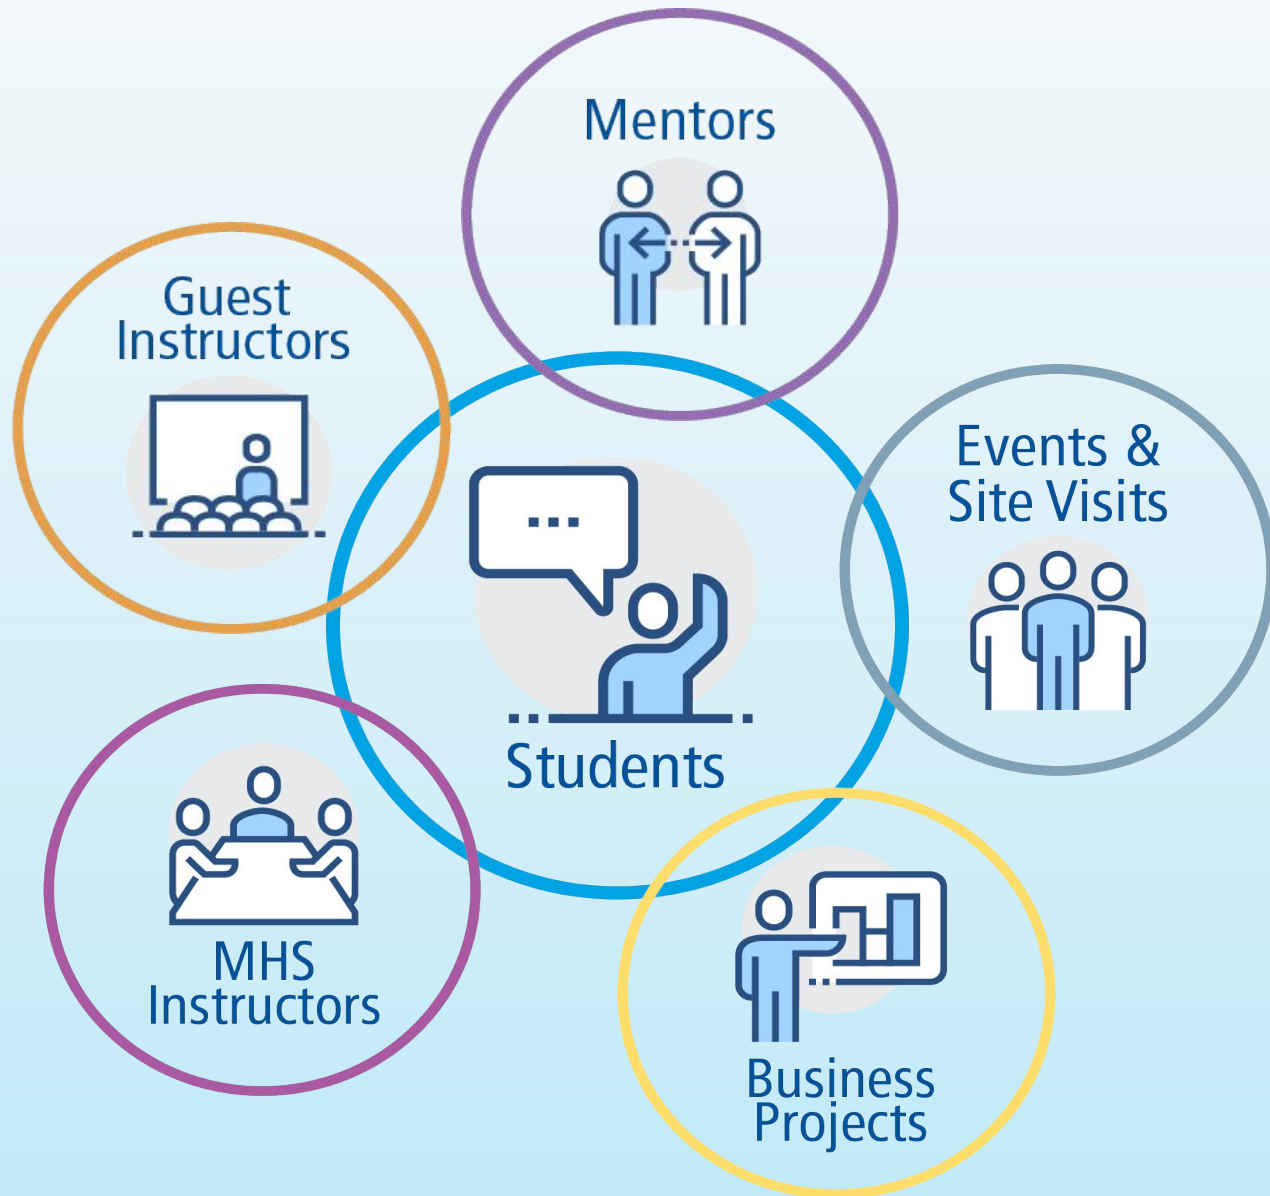 Mentors
Guest
Instructors
Events &
Site Visits
Students
MHS
Instructors
Business
Projects